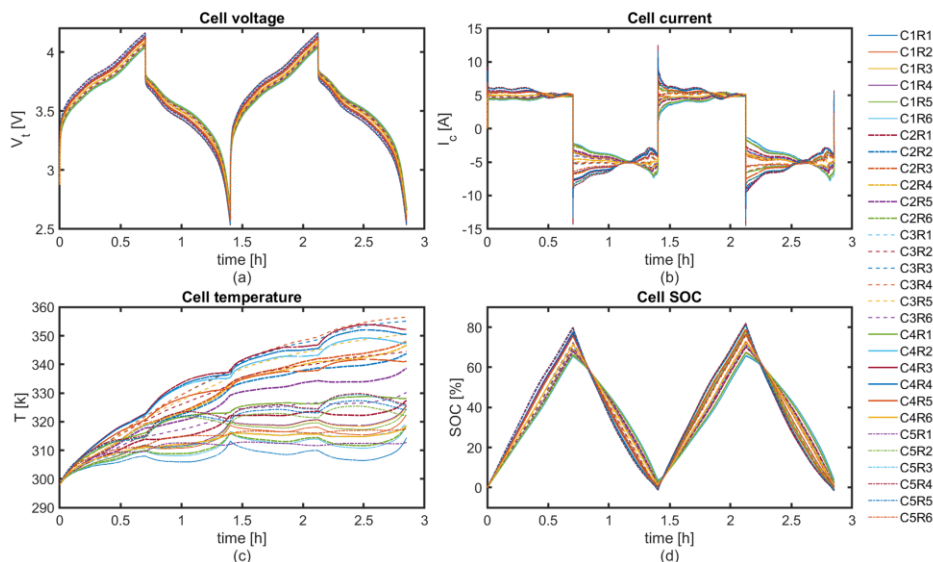 Cell voltage
4
3.5
3
2.5
V_t [V]
0 0.5 1 1.5 2 2.5 3
time [h]
(a)
Cell current
15
10
5
0
-5
-10
-15
I_c [A]
0 0.5 1 1.5 2 2.5 3
time [h]
(b)
Cell temperature
360
350
340
330
320
310
300
290
T [k]
0 0.5 1 1.5 2 2.5 3
time [h]
(c)
Cell SOC
80
60
40
20
0
SOC [%]
0 0.5 1 1.5 2 2.5 3
time [h]
(d)
C1R1
C1R2
C1R3
C1R4
C1R5
C1R6
C2R1
C2R2
C2R3
C2R4
C2R5
C2R6
C3R1
C3R2
C3R3
C3R4
C3R5
C3R6
C4R1
C4R2
C4R3
C4R4
C4R5
C4R6
C5R1
C5R2
C5R3
C5R4
C5R5
C5R6